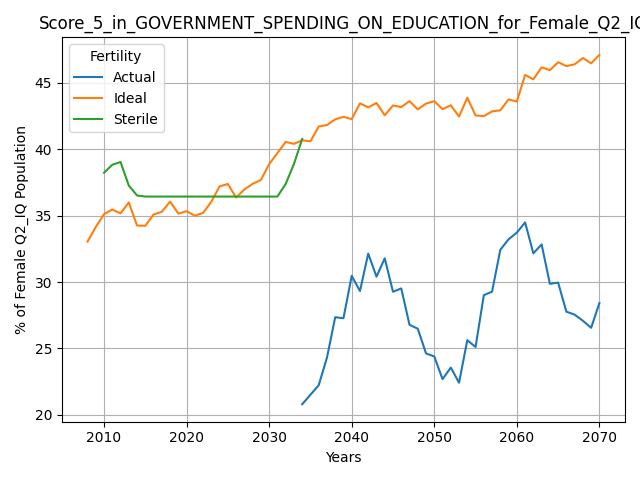 Score_5_in_GOVERNMENT_SPENDING_ON_EDUCATION_for_Female_Q2_IQ
Fertility
Actual
Ideal
Sterile
% of Female Q2_IQ Population
45
40
35
30
25
20
2010 2020 2030 2040 2050 2060 2070
Years